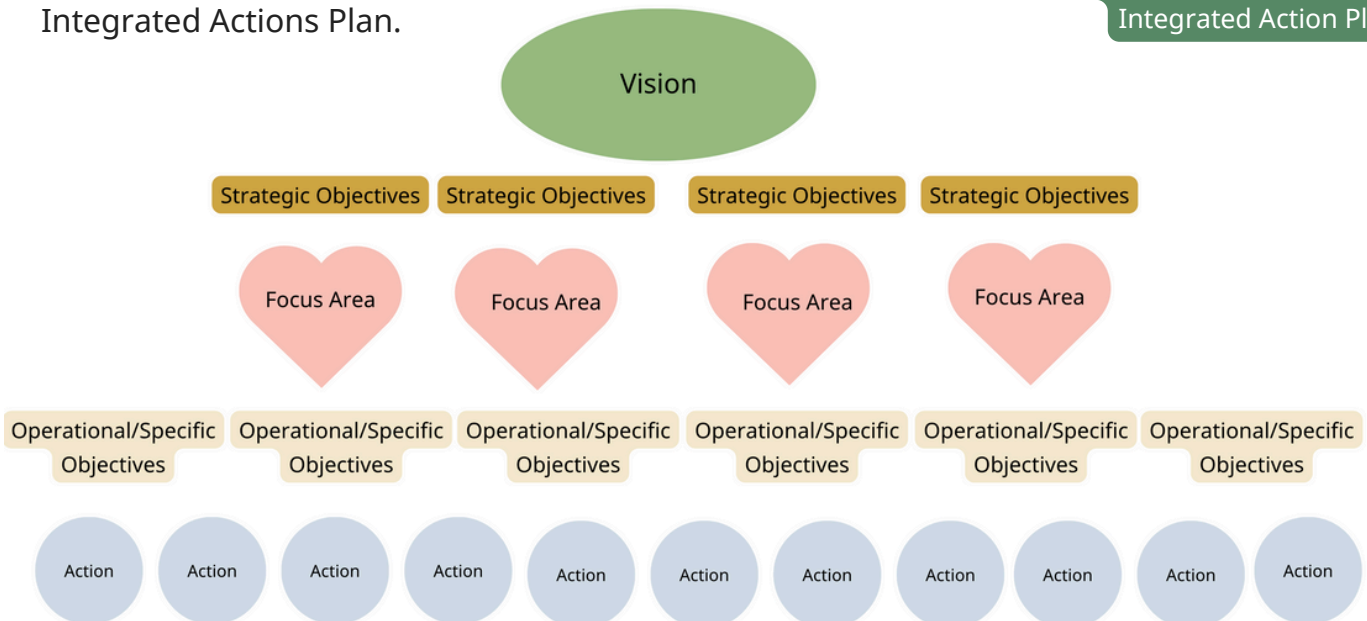 Integrated Actions Plan.
Integrated Action Pl
Vision
Strategic Objectives
Strategic Objectives
Strategic Objectives
Strategic Objectives
Focus Area
Focus Area
Focus Area
Focus Area
Operational/Specific
Objectives
Operational/Specific
Objectives
Operational/Specific
Objectives
Operational/Specific
Objectives
Operational/Specific
Objectives
Operational/Specific
Objectives
Action
Action
Action
Action
Action
Action
Action
Action
Action
Action
Action